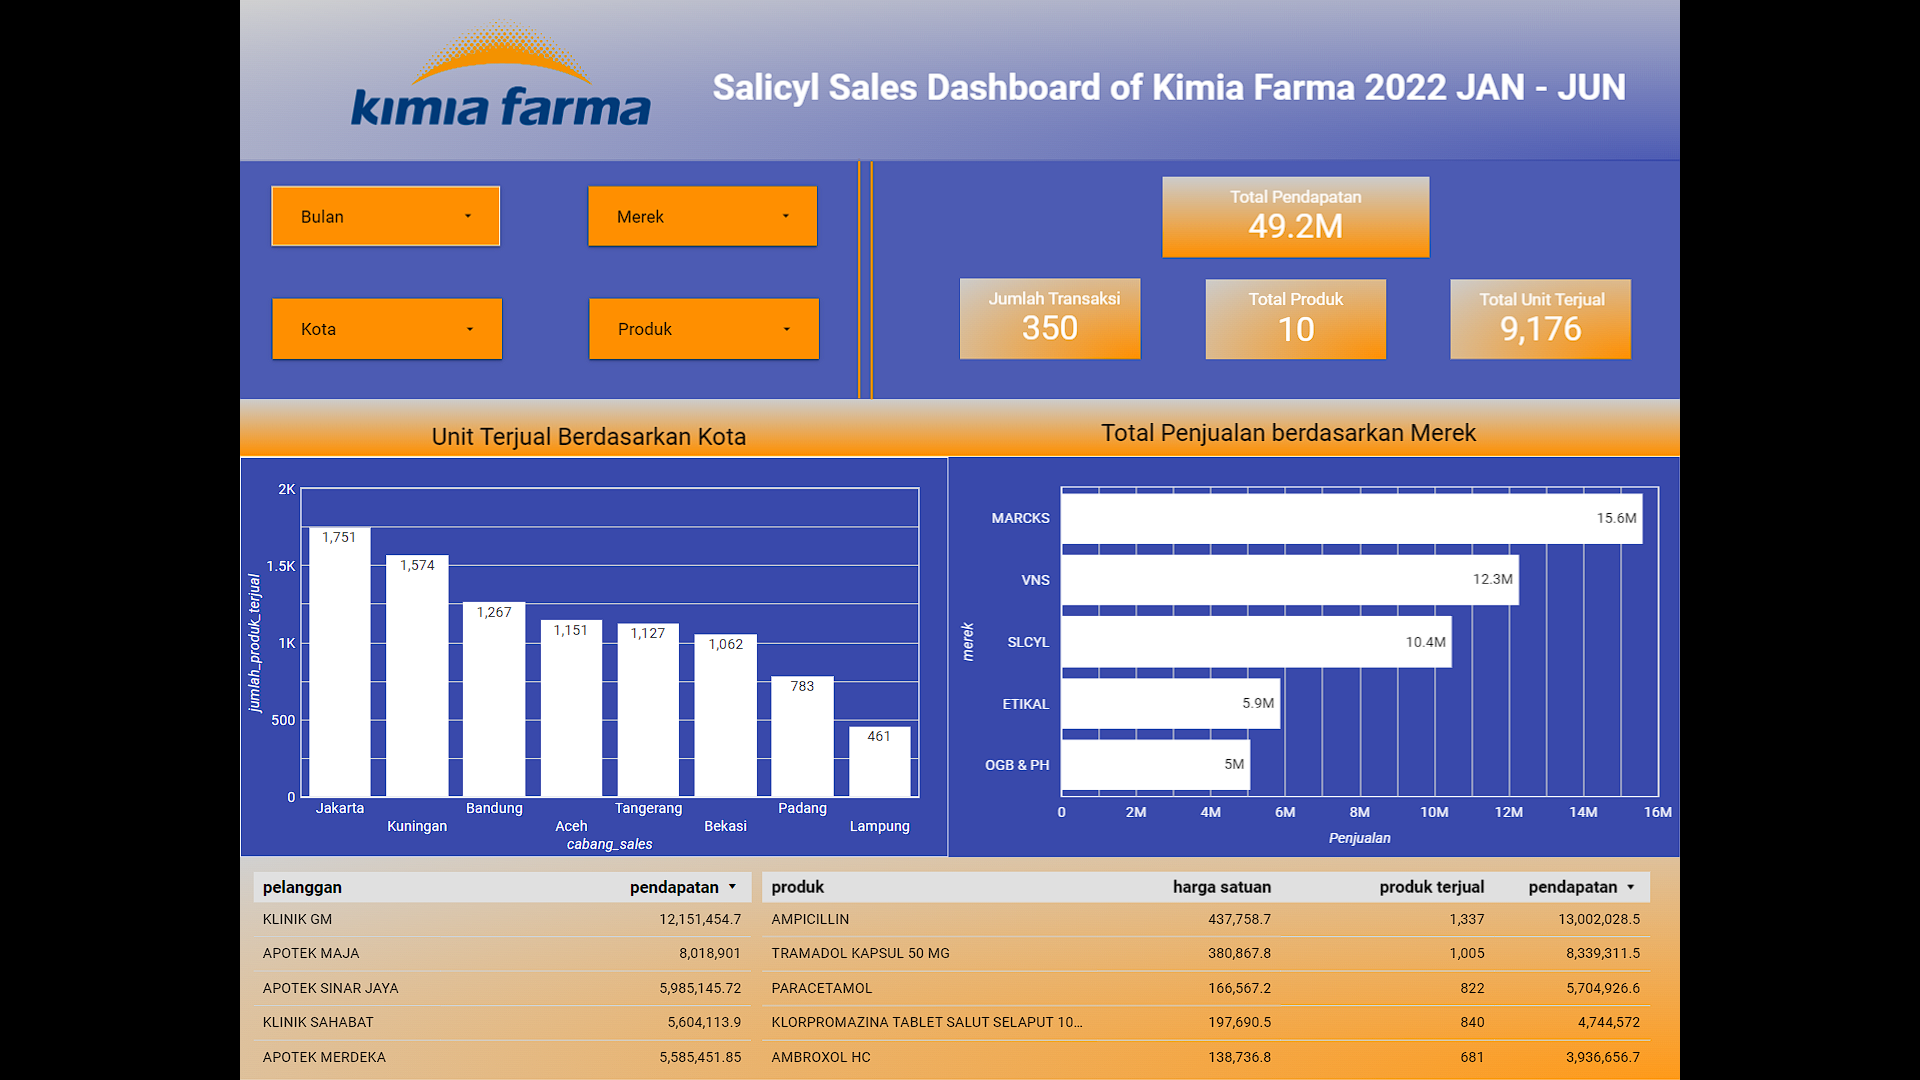 kimia farma
Salicyl Sales Dashboard of Kimia Farma 2022 JAN - JUN
Bulan
Merek
Kota
Produk
Total Pendapatan
49.2M
Jumlah Transaksi
350
Total Produk
10
Total Unit Terjual
9,176
Unit Terjual Berdasarkan Kota
jumlah_produk_terjual
2K
1.5K
1K
500
0
1,751
1,574
1,267
1,151
1,127
1,062
783
461
Jakarta
Kuningan
Bandung
Aceh
Tangerang
Bekasi
Padang
Lampung
cabang_sales
Total Penjualan berdasarkan Merek
merek
MARCKS 15.6M
VNS 12.3M
SLCYL 10.4M
ETIKAL 5.9M
OGB & PH 5M
0 2M 4M 6M 8M 10M 12M 14M 16M
Penjualan
pelanggan pendapatan
KLINIK GM 12,151,454.7
APOTEK MAJA 8,018,901
APOTEK SINAR JAYA 5,985,145.72
KLINIK SAHABAT 5,604,113.9
APOTEK MERDEKA 5,585,451.85
produk harga satuan produk terjual pendapatan
AMPICILLIN 437,758.7 1,337 13,002,028.5
TRAMADOL KAPSUL 50 MG 380,867.8 1,005 8,339,311.5
PARACETAMOL 166,567.2 822 5,704,926.6
KLORPROMAZINA TABLET SALUT SELAPUT 10... 197,690.5 840 4,744,572
AMBROXOL HC 138,736.8 681 3,936,656.7